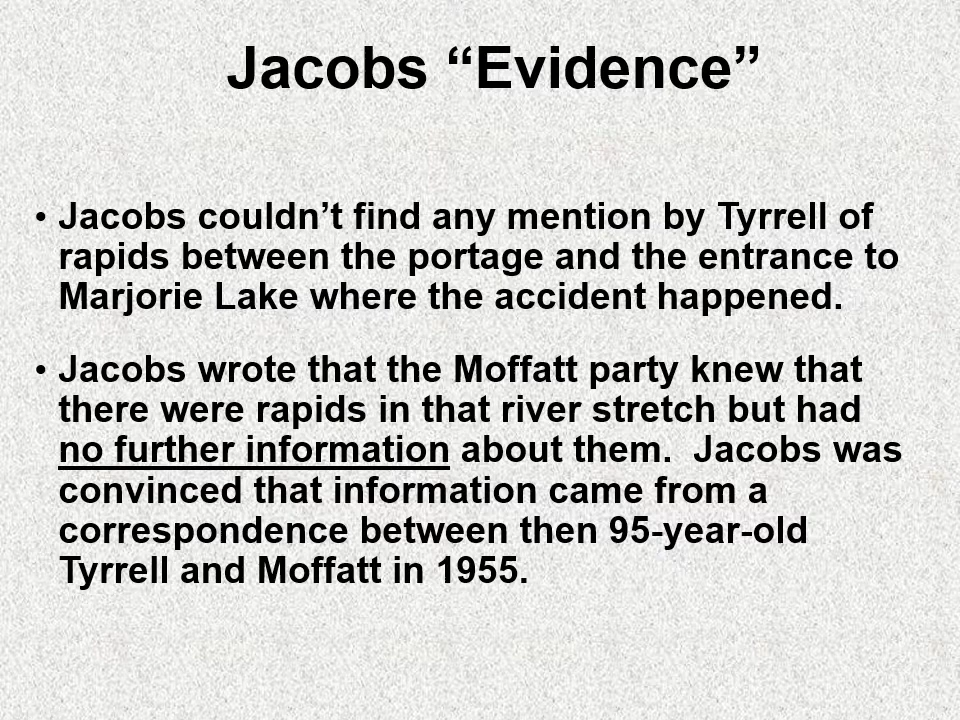 Jacobs “Evidence”
• Jacobs couldn’t find any mention by Tyrrell of
rapids between the portage and the entrance to
Marjorie Lake where the accident happened.
• Jacobs wrote that the Moffatt party knew that
there were rapids in that river stretch but had
no further information about them.  Jacobs was
convinced that information came from a
correspondence between then 95-year-old
Tyrrell and Moffatt in 1955.